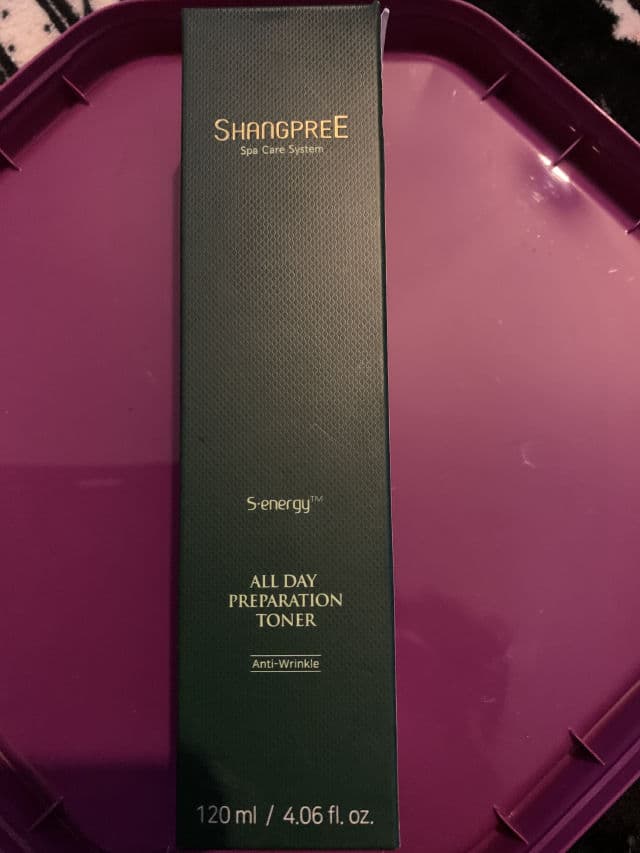 SHANGPREE
Spa Care System
S·energy™
ALL DAY
PREPARATION
TONER
Anti-Wrinkle
120 ml / 4.06 fl. oz.